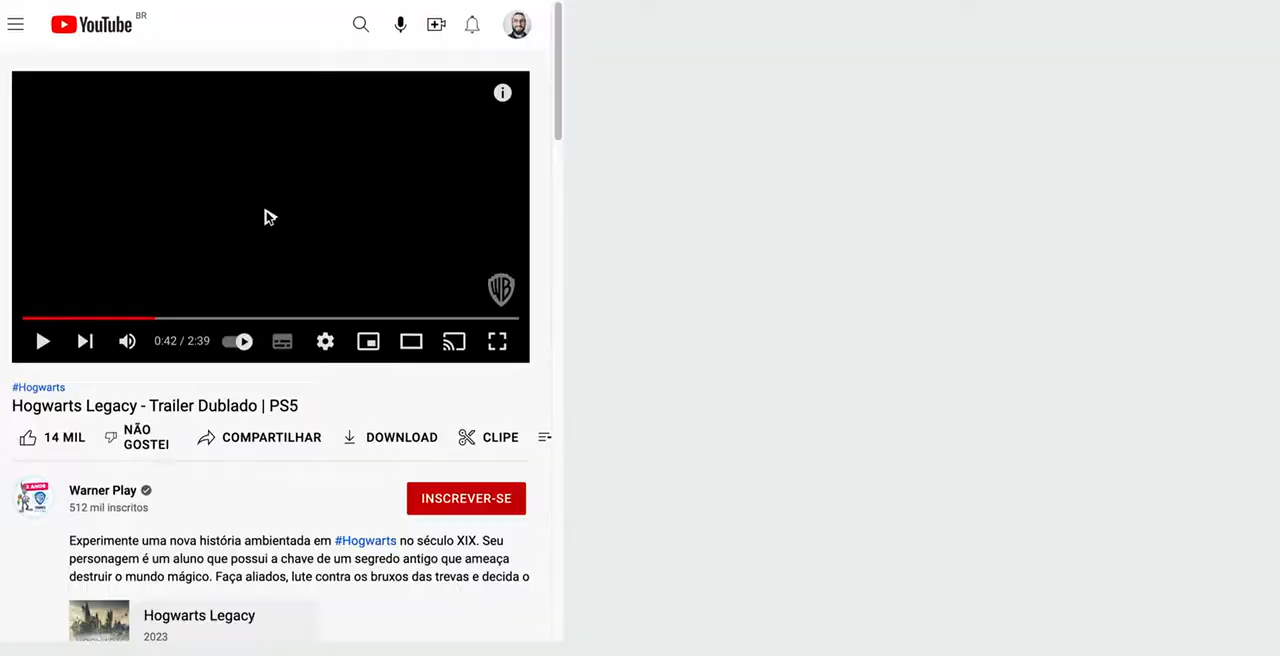 YouTube BR
0:42 / 2:39
#Hogwarts
Hogwarts Legacy - Trailer Dublado | PS5
14 MIL
NÃO
GOSTEI
COMPARTILHAR
DOWNLOAD
CLIPE
Warner Play
512 mil inscritos
INSCREVER-SE
Experimente uma nova história ambientada em #Hogwarts no século XIX. Seu
personagem é um aluno que possui a chave de um segredo antigo que ameaça
destruir o mundo mágico. Faça aliados, lute contra os bruxos das trevas e decida o
Hogwarts Legacy
2023